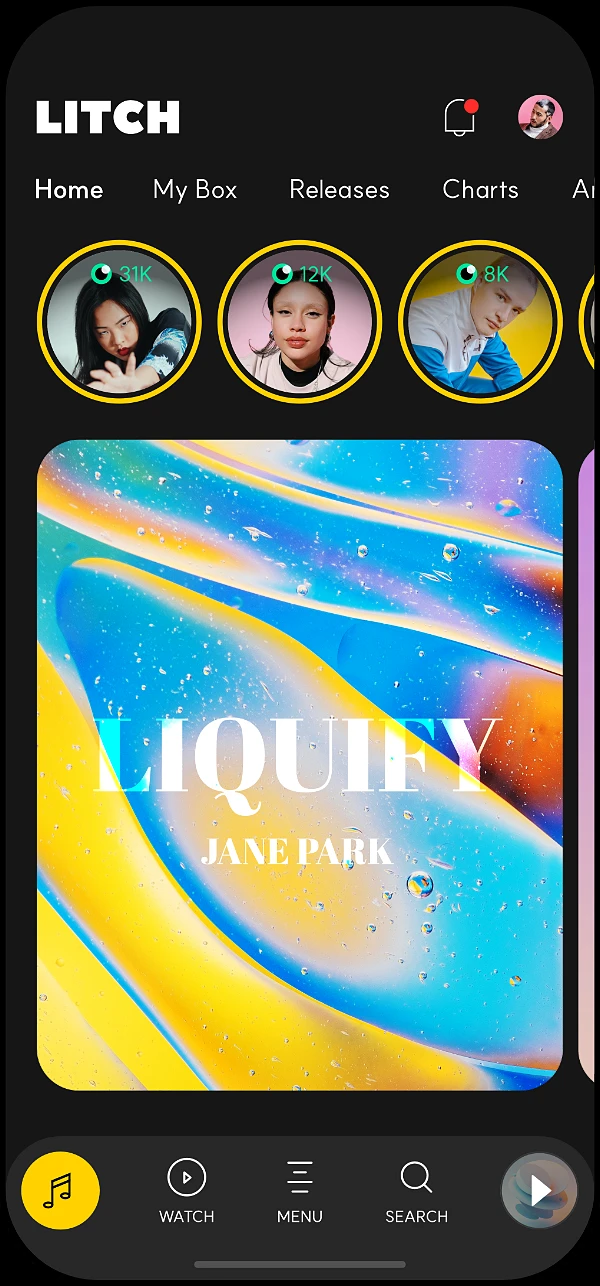 LITCH
Home My Box Releases Charts
31K 12K 8K
LIQUIFY
JANE PARK
WATCH MENU SEARCH